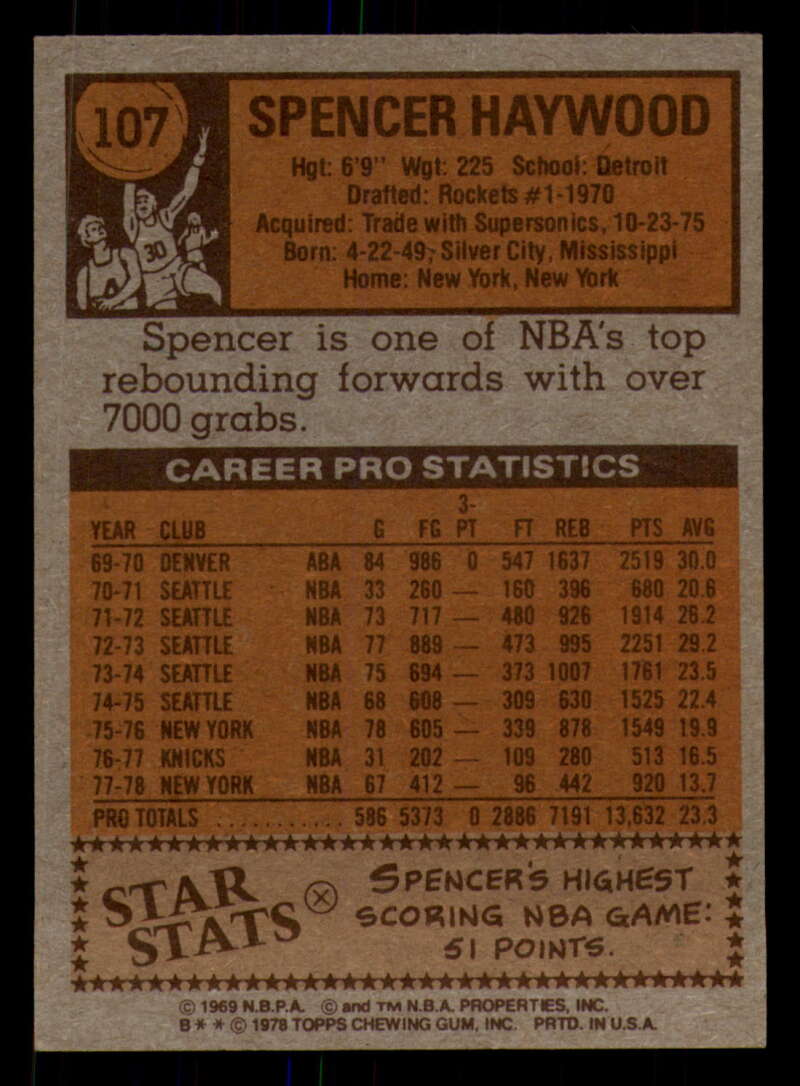 107
30
SPENCER HAYWOOD
Hgt: 6'9" Wgt: 225 School: Detroit
Drafted: Rockets #1-1970
Acquired: Trade with Supersonics, 10-23-75
Born: 4-22-49, Silver City, Mississippi
Home: New York, New York
Spencer is one of NBA's top
rebounding forwards with over
7000 grabs.
CAREER PRO STATISTICS
YEAR CLUB G FG 3-PT FT REB PTS AVG
69-70 DENVER ABA 84 986 0 547 1637 2519 30.0
70-71 SEATTLE NBA 33 260 — 160 396 680 20.6
71-72 SEATTLE NBA 73 717 — 480 926 1914 26.2
72-73 SEATTLE NBA 77 889 — 473 995 2251 29.2
73-74 SEATTLE NBA 75 694 — 373 1007 1761 23.5
74-75 SEATTLE NBA 68 608 — 309 630 1525 22.4
75-76 NEW YORK NBA 78 605 — 339 878 1549 19.9
76-77 KNICKS NBA 31 202 — 109 280 513 16.5
77-78 NEW YORK NBA 67 412 — 96 442 920 13.7
PRO TOTALS ........... 586 5373 0 2886 7191 13,632 23.3
STAR
STATS
SPENCER'S HIGHEST
SCORING NBA GAME:
51 POINTS.
© 1969 N.B.P.A. © and TM N.B.A. PROPERTIES, INC.
B * * © 1978 TOPPS CHEWING GUM, INC. PRTD. IN U.S.A.